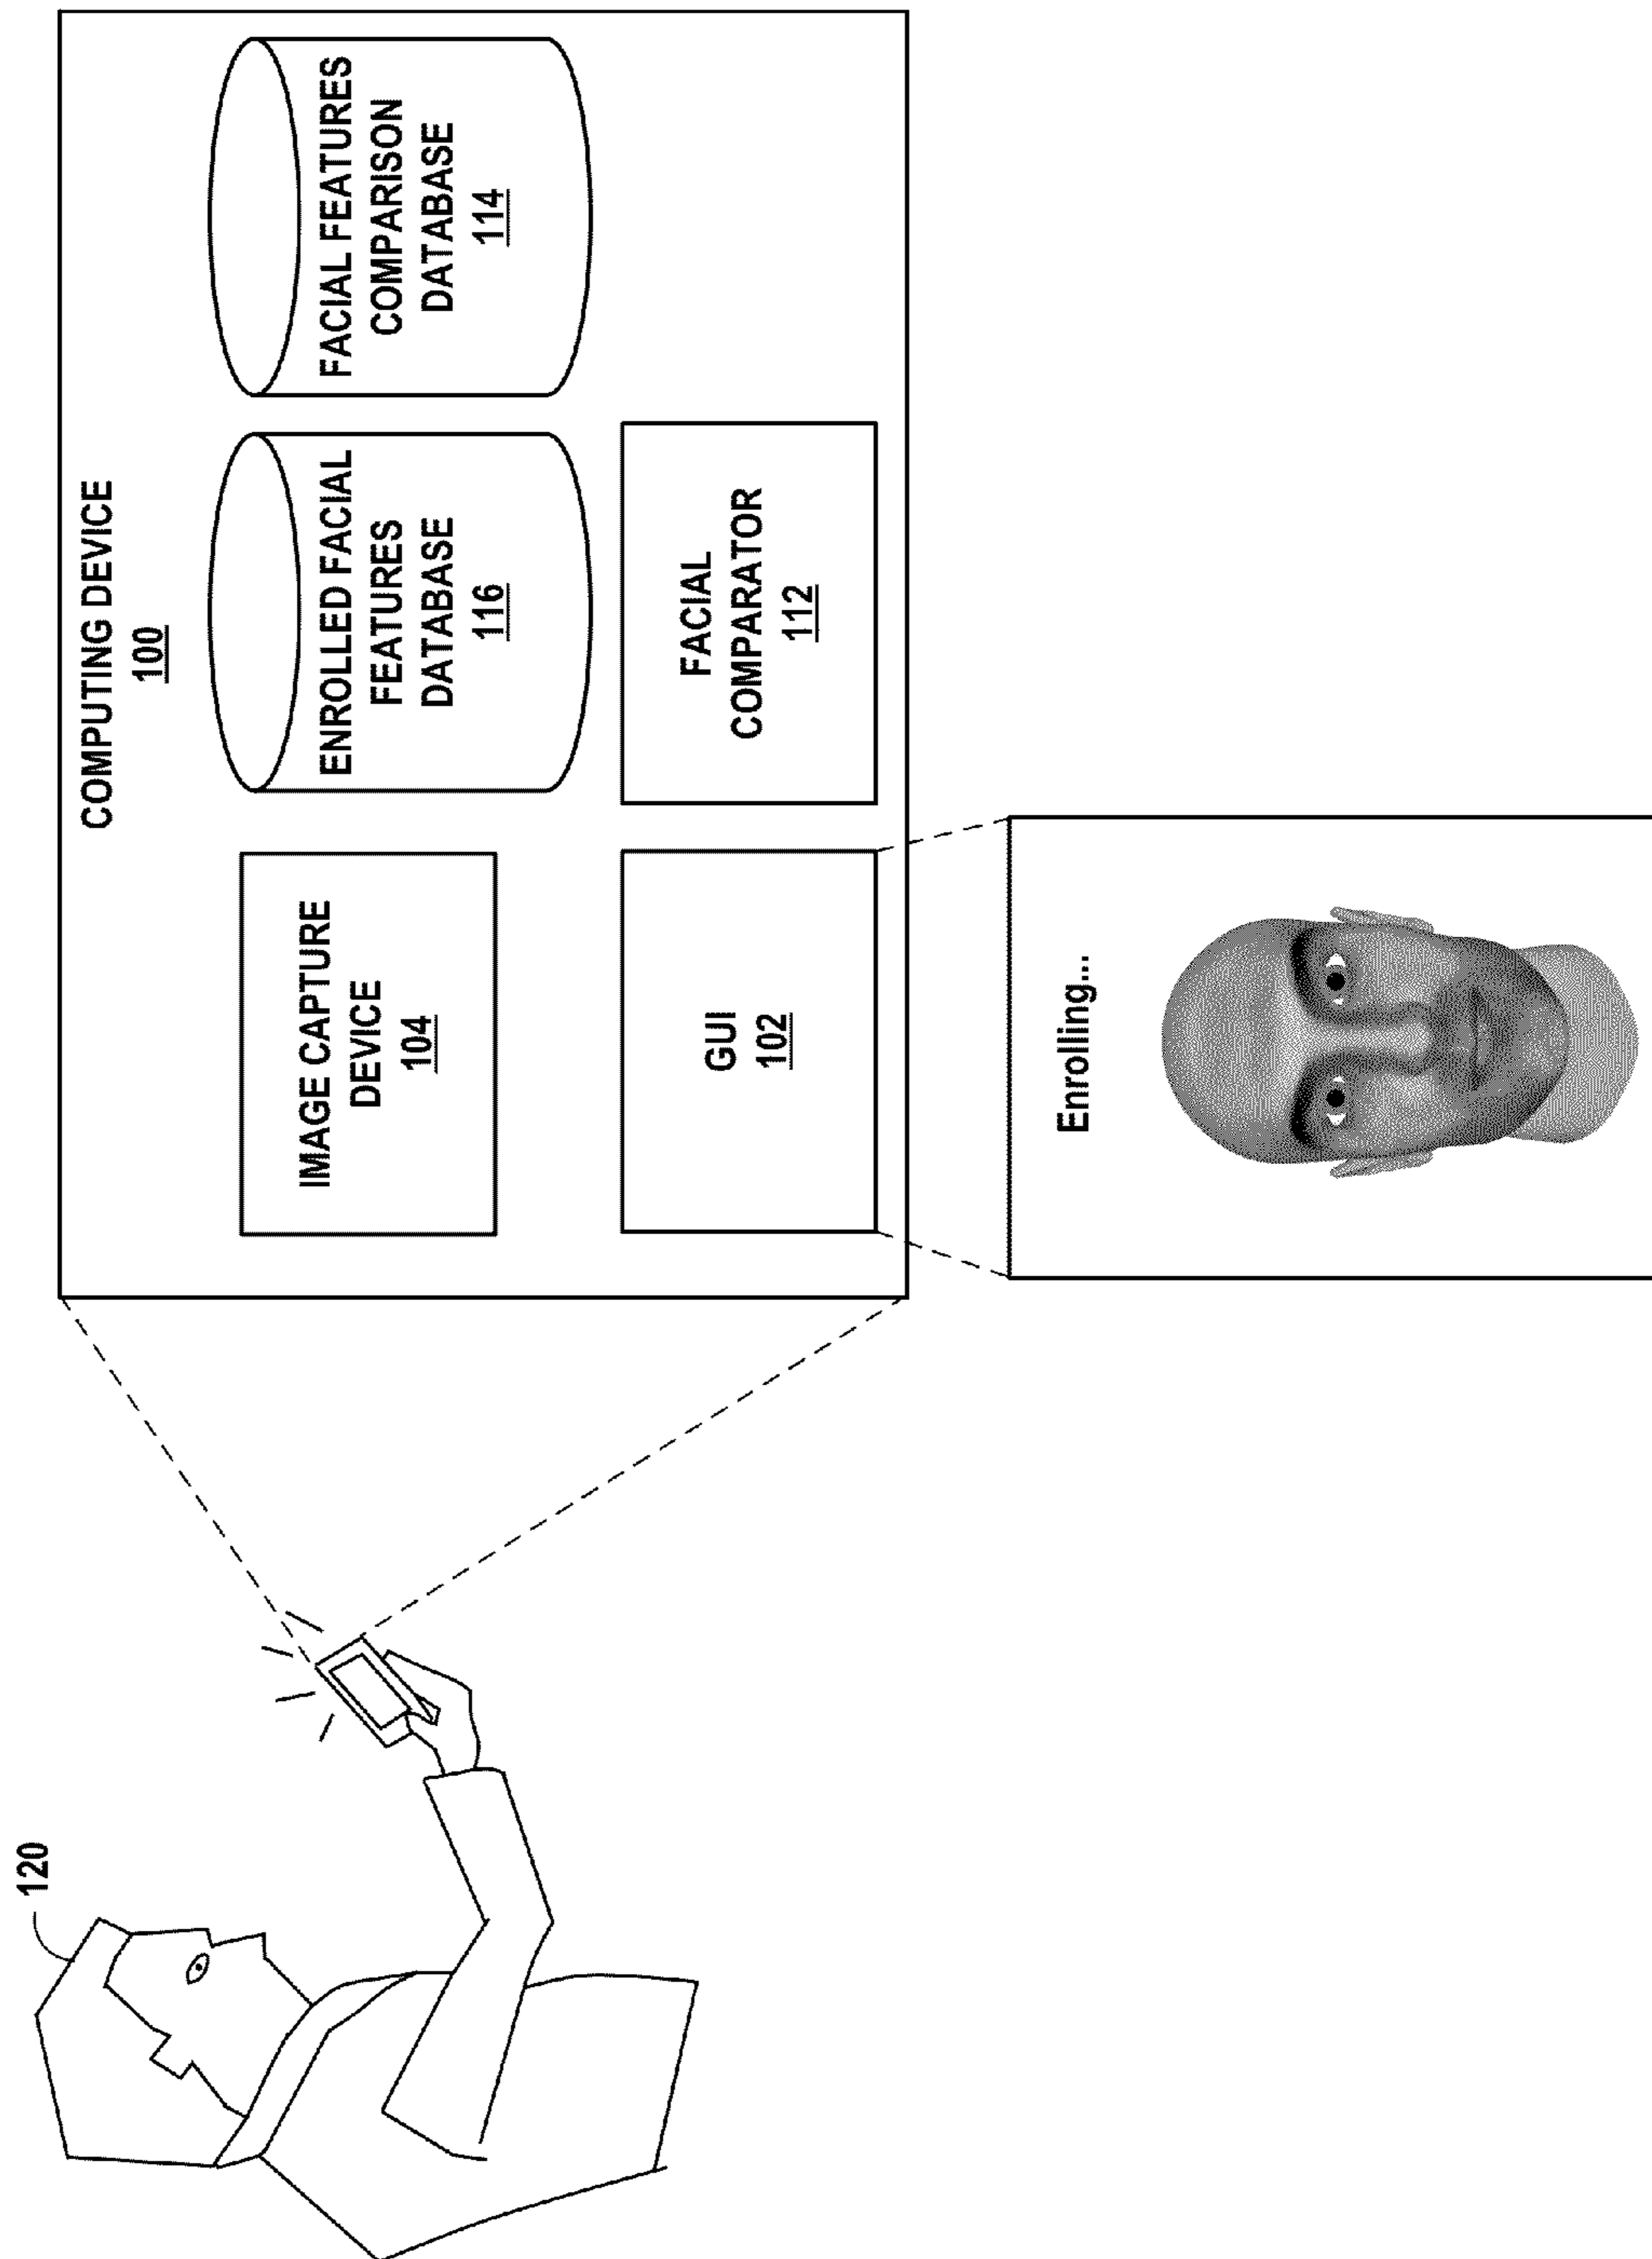 120
COMPUTING DEVICE
100
IMAGE CAPTURE
DEVICE
104
ENROLLED FACIAL
FEATURES
DATABASE
116
FACIAL FEATURES
COMPARISON
DATABASE
114
GUI
102
FACIAL
COMPARATOR
112
Enrolling...